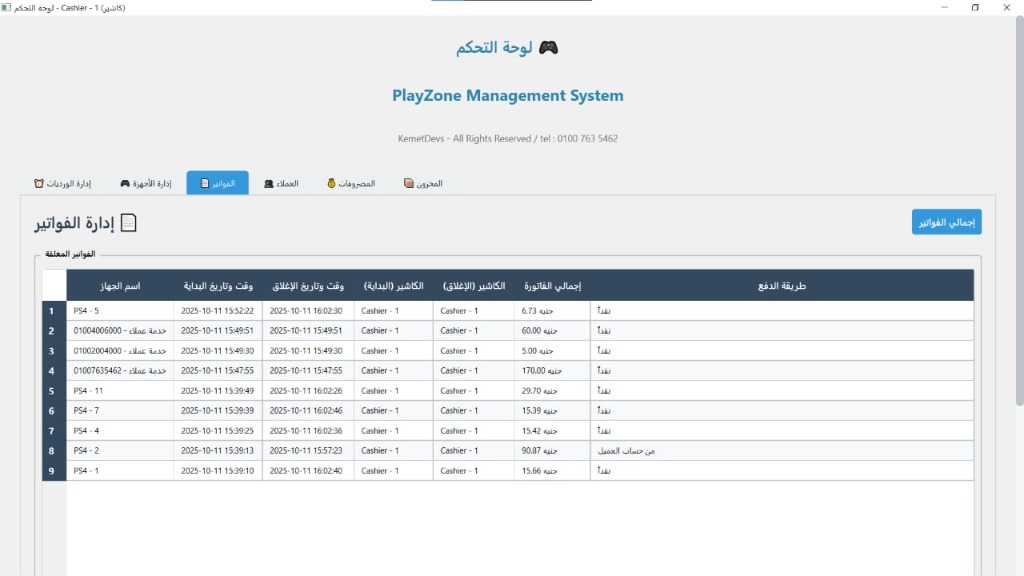 لوحة التحكم - Cashier - 1 (كاشير)
لوحة التحكم
PlayZone Management System
KemetDevs - All Rights Reserved / tel : 0100 763 5462
إدارة الورديات إدارة الأجهزة الفواتير العملاء المصروفات المخزون
إدارة الفواتير
إجمالي الفواتير
الفواتير المغلقة
اسم الجهاز وقت وتاريخ البداية وقت وتاريخ الإغلاق الكاشير (البداية) الكاشير (الإغلاق) إجمالي الفاتورة طريقة الدفع
1 PS4 - 5 2025-10-11 15:52:22 2025-10-11 16:02:30 Cashier - 1 Cashier - 1 6.73 جنيه نقداً
2 خدمة عملاء - 01004006000 2025-10-11 15:49:51 2025-10-11 15:49:51 Cashier - 1 Cashier - 1 60.00 جنيه نقداً
3 خدمة عملاء - 01002004000 2025-10-11 15:49:30 2025-10-11 15:49:30 Cashier - 1 Cashier - 1 5.00 جنيه نقداً
4 خدمة عملاء - 01007635462 2025-10-11 15:47:55 2025-10-11 15:47:55 Cashier - 1 Cashier - 1 170.00 جنيه نقداً
5 PS4 - 11 2025-10-11 15:39:49 2025-10-11 16:02:26 Cashier - 1 Cashier - 1 29.70 جنيه نقداً
6 PS4 - 7 2025-10-11 15:39:39 2025-10-11 16:02:46 Cashier - 1 Cashier - 1 15.39 جنيه نقداً
7 PS4 - 4 2025-10-11 15:39:25 2025-10-11 16:02:36 Cashier - 1 Cashier - 1 15.42 جنيه نقداً
8 PS4 - 2 2025-10-11 15:39:13 2025-10-11 15:57:23 Cashier - 1 Cashier - 1 90.87 جنيه من حساب العميل
9 PS4 - 1 2025-10-11 15:39:10 2025-10-11 16:02:40 Cashier - 1 Cashier - 1 15.66 جنيه نقداً